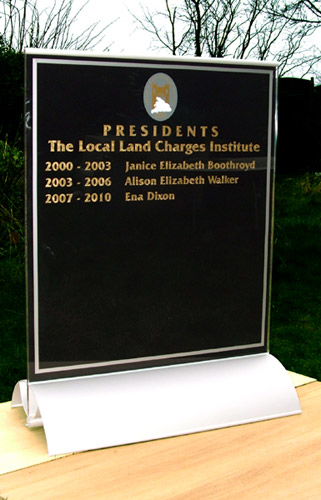 PRESIDENTS
The Local Land Charges Institute
2000 - 2003 Janice Elizabeth Boothroyd
2003 - 2006 Alison Elizabeth Walker
2007 - 2010 Ena Dixon